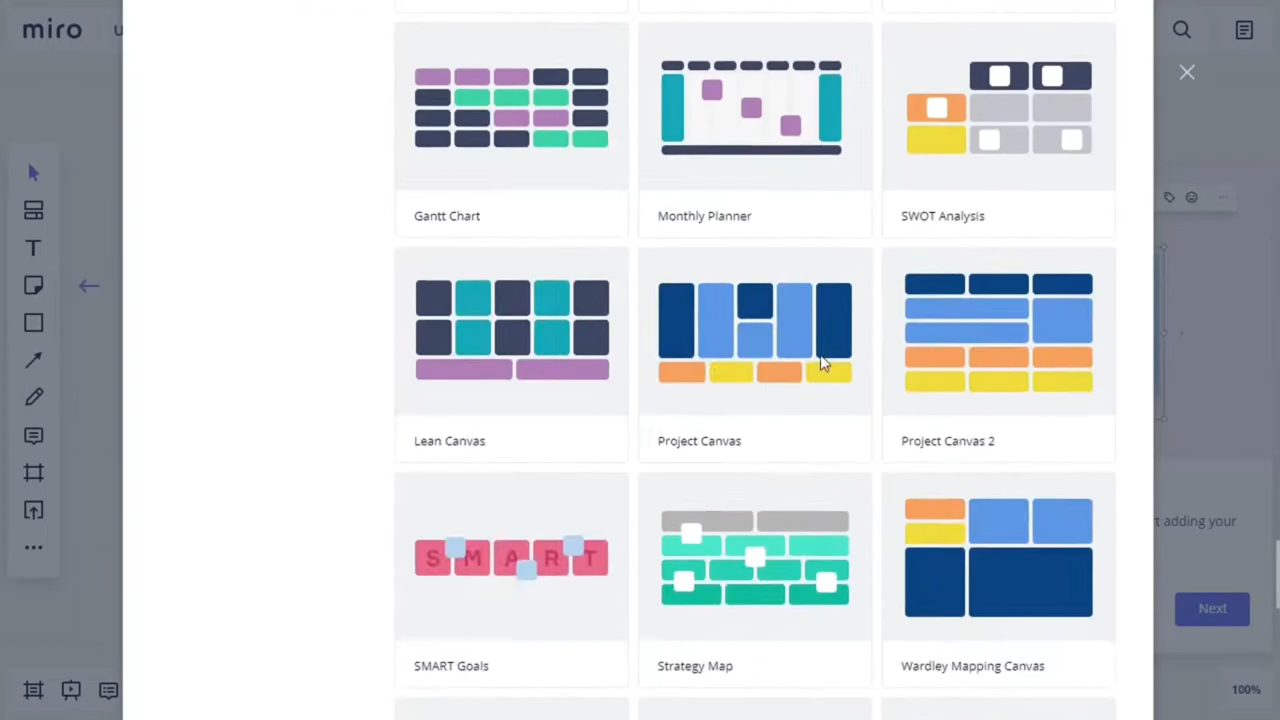 miro
u
Gantt Chart
Monthly Planner
SWOT Analysis
T
Lean Canvas
Project Canvas
Project Canvas 2
S M A R T
t adding your
Next
SMART Goals
Strategy Map
Wardley Mapping Canvas
100%